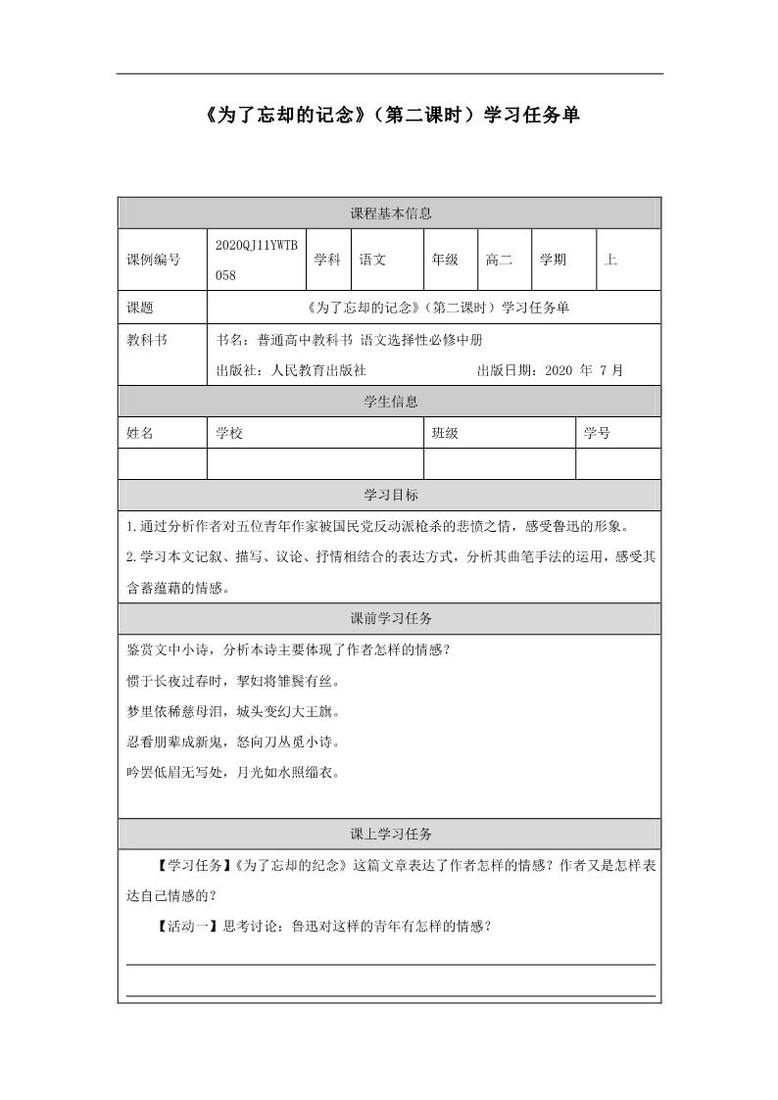 《为了忘却的记念》（第二课时）学习任务单
课程基本信息
课例编号 2020QJ11YWTB058 学科 语文 年级 高二 学期 上
课题 《为了忘却的记念》（第二课时）学习任务单
教科书 书名：普通高中教科书 语文选择性必修中册
出版社：人民教育出版社 出版日期：2020 年 7 月
学生信息
姓名 学校 班级 学号
学习目标
1.通过分析作者对五位青年作家被国民党反动派枪杀的悲愤之情，感受鲁迅的形象。
2.学习本文记叙、描写、议论、抒情相结合的表达方式，分析其曲笔手法的运用，感受其
含蓄蕴藉的情感。
课前学习任务
鉴赏文中小诗，分析本诗主要体现了作者怎样的情感？
惯于长夜过春时，挈妇将雏鬓有丝。
梦里依稀慈母泪，城头变幻大王旗。
忍看朋辈成新鬼，怒向刀丛觅小诗。
吟罢低眉无写处，月光如水照缁衣。
课上学习任务
【学习任务】《为了忘却的纪念》这篇文章表达了作者怎样的情感？作者又是怎样表
达自己情感的？
【活动一】思考讨论：鲁迅对这样的青年有怎样的情感？